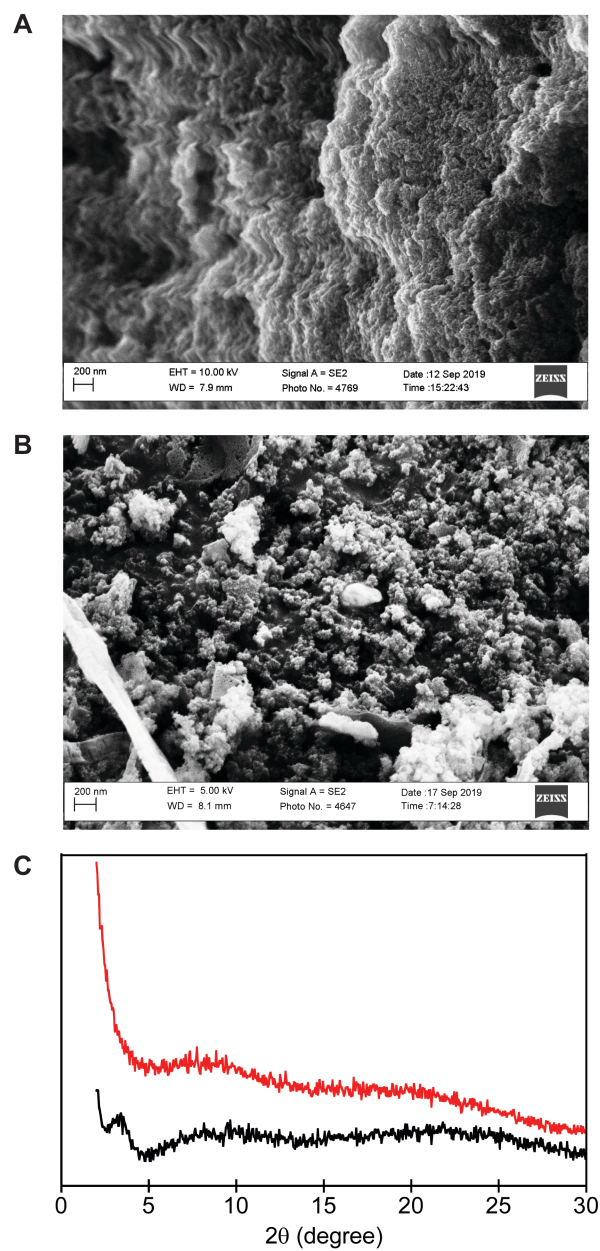 A
200 nm
EHT = 10.00 kV
WD = 7.9 mm
Signal A = SE2
Photo No. = 4769
Date :12 Sep 2019
Time :15:22:43
ZEISS
B
200 nm
EHT = 5.00 kV
WD = 8.1 mm
Signal A = SE2
Photo No. = 4647
Date :17 Sep 2019
Time :7:14:28
ZEISS
C
0 5 10 15 20 25 30
2θ (degree)